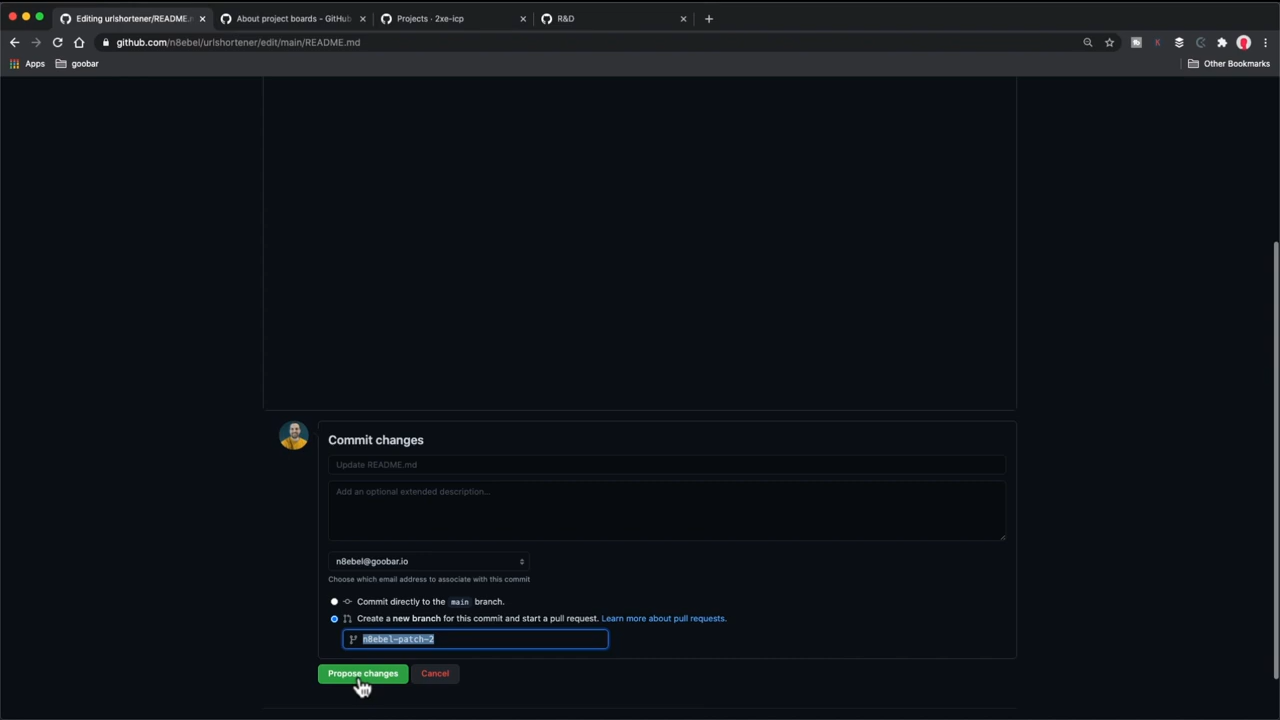 Editing urlshortener/README.m
About project boards - GitHub
Projects · 2xe-icp
R&D
github.com/n8ebel/urlshortener/edit/main/README.md
Apps
goobar
Other Bookmarks
Commit changes
Update README.md
Add an optional extended description...
n8ebel@goobar.io
Choose which email address to associate with this commit
Commit directly to the main branch.
Create a new branch for this commit and start a pull request. Learn more about pull requests.
n8ebel-patch-2
Propose changes
Cancel